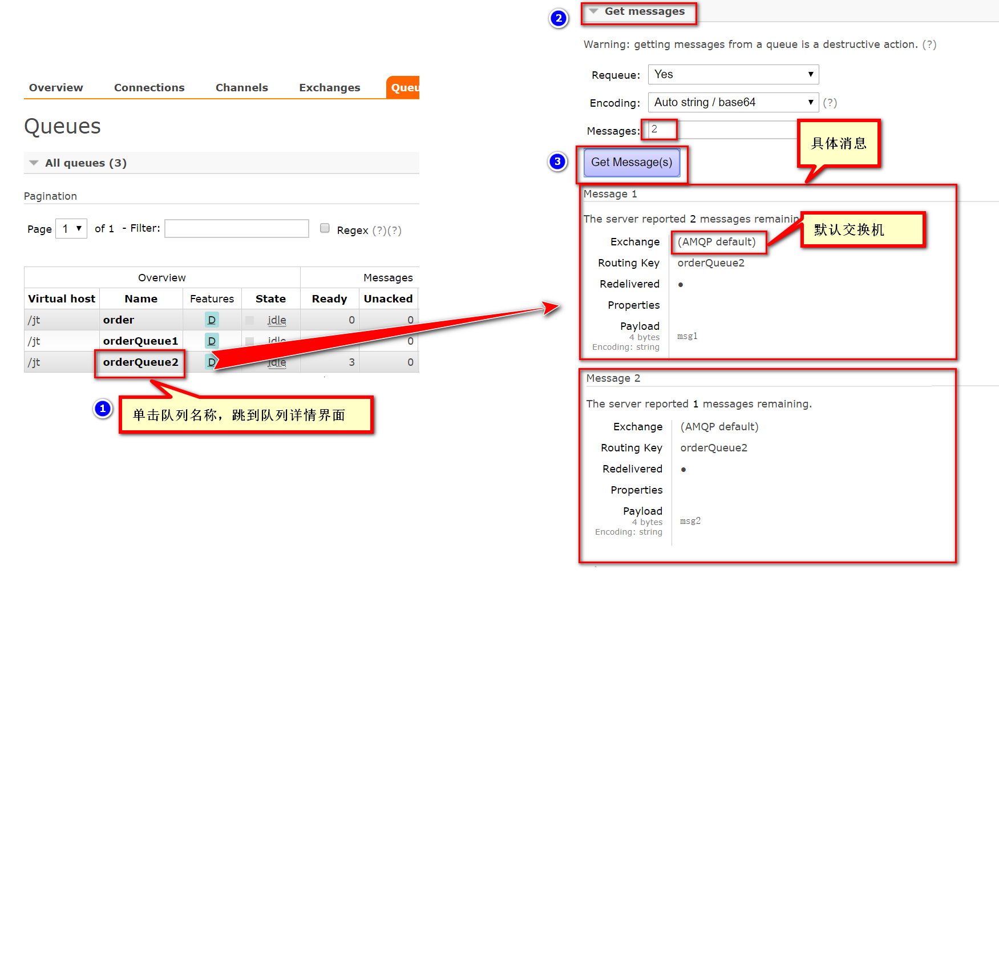 Overview Connections Channels Exchanges Queu
Queues
All queues (3)
Pagination
Page 1 of 1 - Filter: Regex (?)(?)
Overview Messages
Virtual host Name Features State Ready Unacked
/jt order D idle 0 0
/jt orderQueue1 D idle 0
/jt orderQueue2 D idle 3 0
1
单击队列名称，跳到队列详情界面
2
Get messages
Warning: getting messages from a queue is a destructive action. (?)
Requeue: Yes
Encoding: Auto string / base64 (?)
Messages: 2
具体消息
3
Get Message(s)
Message 1
The server reported 2 messages remainin
默认交换机
Exchange (AMQP default)
Routing Key orderQueue2
Redelivered ●
Properties
Payload
4 bytes
Encoding: string
msg1
Message 2
The server reported 1 messages remaining.
Exchange (AMQP default)
Routing Key orderQueue2
Redelivered ●
Properties
Payload
4 bytes
Encoding: string
msg2